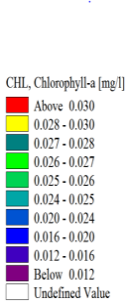 CHL, Chlorophyll-a [mg/l]
Above 0.030
0.028 - 0.030
0.027 - 0.028
0.026 - 0.027
0.025 - 0.026
0.024 - 0.025
0.020 - 0.024
0.016 - 0.020
0.012 - 0.016
Below 0.012
Undefined Value